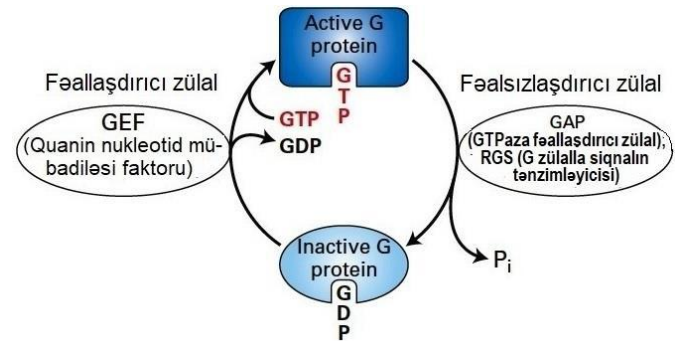 Active G
protein
G
T
P
Fəallaşdırıcı zülal
GEF
(Quanin nukleotid mü-
badiləsi faktoru)
GTP
GDP
Fəalsızlaşdırıcı zülal
GAP
(GTPaza fəallaşdırıcı zülal),
RGS (G zülalla siqnalın
tənzimləyicisi)
Inactive G
protein
G
D
P
Pi